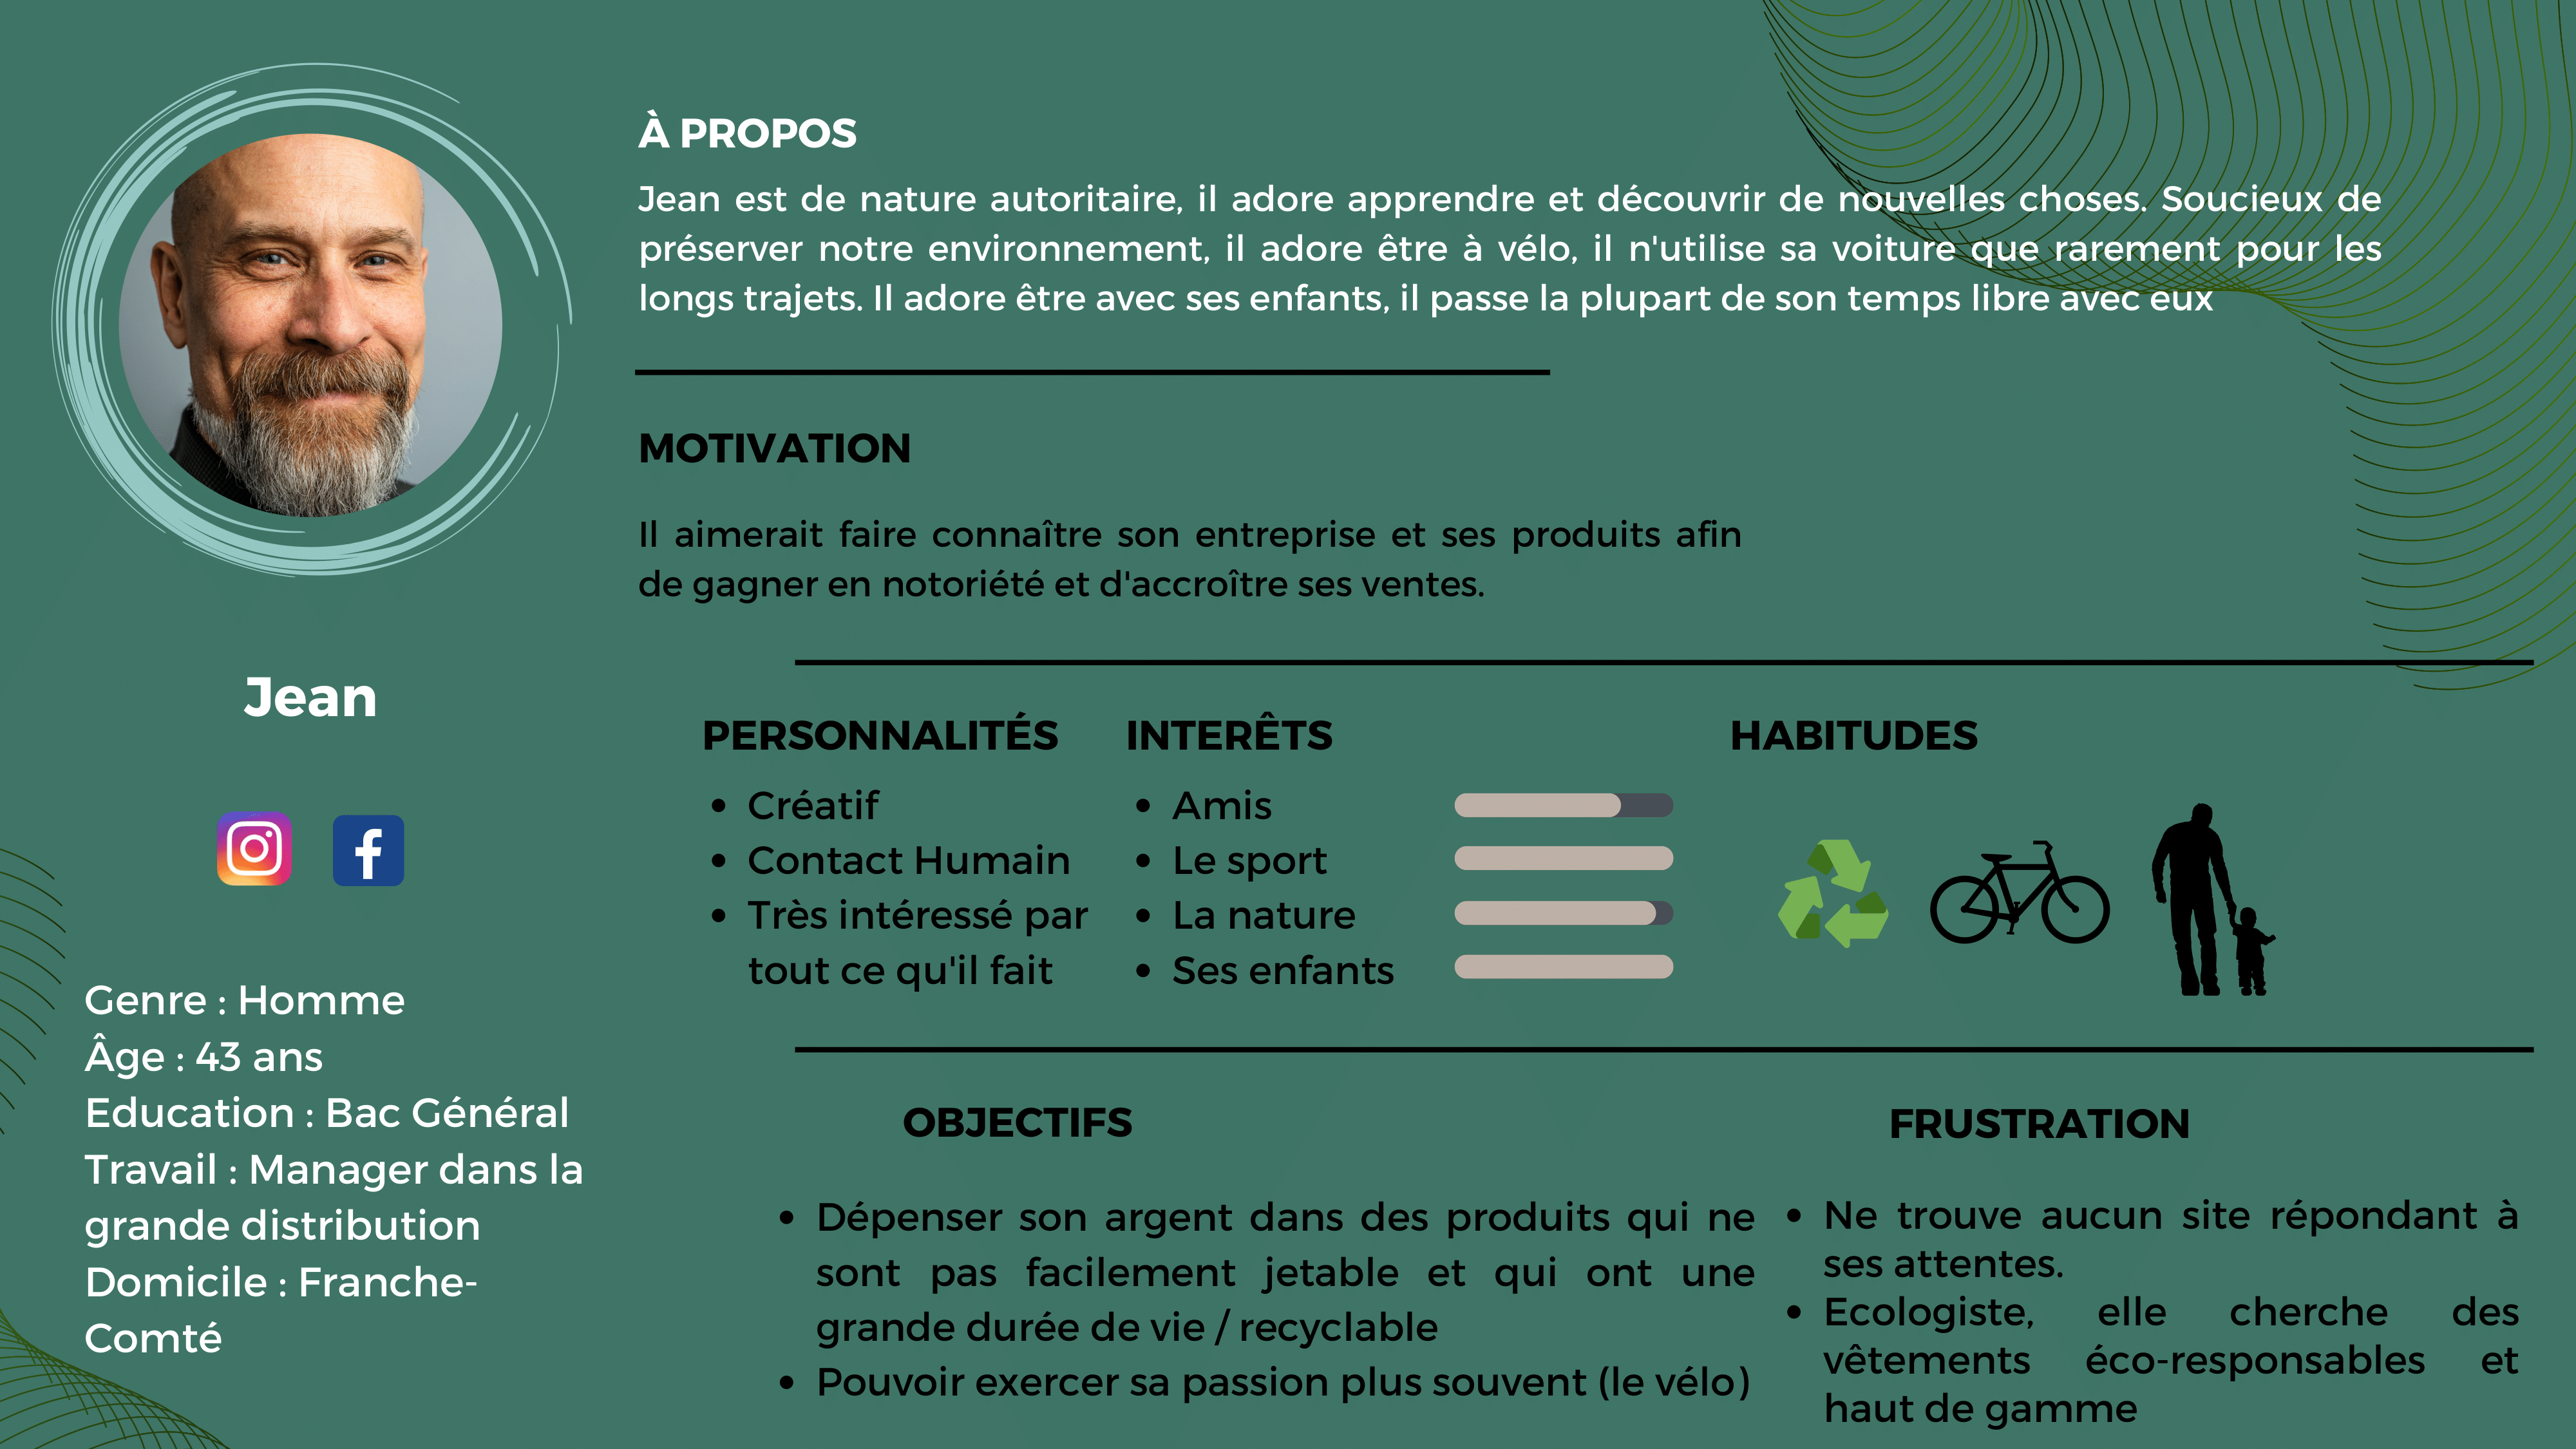 À PROPOS
Jean est de nature autoritaire, il adore apprendre et découvrir de nouvelles choses. Soucieux de
préserver notre environnement, il adore être à vélo, il n'utilise sa voiture que rarement pour les
longs trajets. Il adore être avec ses enfants, il passe la plupart de son temps libre avec eux
MOTIVATION
Il aimerait faire connaître son entreprise et ses produits afin
de gagner en notoriété et d'accroître ses ventes.
Jean
Genre : Homme
Âge : 43 ans
Education : Bac Général
Travail : Manager dans la
grande distribution
Domicile : Franche-
Comté
PERSONNALITÉS
• Créatif
• Contact Humain
• Très intéressé par
tout ce qu'il fait
INTERÊTS
• Amis
• Le sport
• La nature
• Ses enfants
HABITUDES
OBJECTIFS
• Dépenser son argent dans des produits qui ne
sont pas facilement jetable et qui ont une
grande durée de vie / recyclable
• Pouvoir exercer sa passion plus souvent (le vélo)
FRUSTRATION
• Ne trouve aucun site répondant à
ses attentes.
• Ecologiste, elle cherche des
vêtements éco-responsables et
haut de gamme